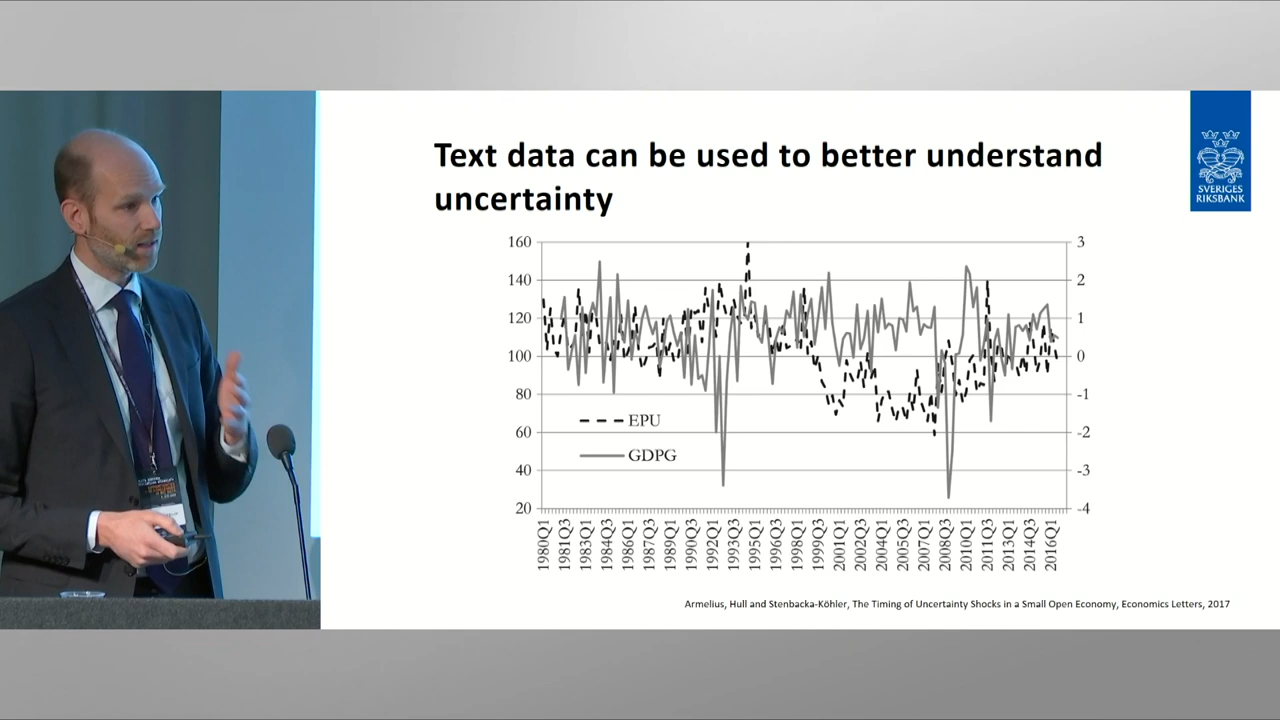 Text data can be used to better understand
uncertainty
SVERIGES
RIKSBANK
160
140
120
100
80
60
40
20
3
2
1
0
-1
-2
-3
-4
EPU
GDPG
1980Q1
1981Q3
1983Q1
1984Q3
1986Q1
1987Q3
1989Q1
1990Q3
1992Q1
1993Q3
1995Q1
1996Q3
1998Q1
1999Q3
2001Q1
2002Q3
2004Q1
2005Q3
2007Q1
2008Q3
2010Q1
2011Q3
2013Q1
2014Q3
2016Q1
Armelius, Hull and Stenbacka-Köhler, The Timing of Uncertainty Shocks in a Small Open Economy, Economics Letters, 2017